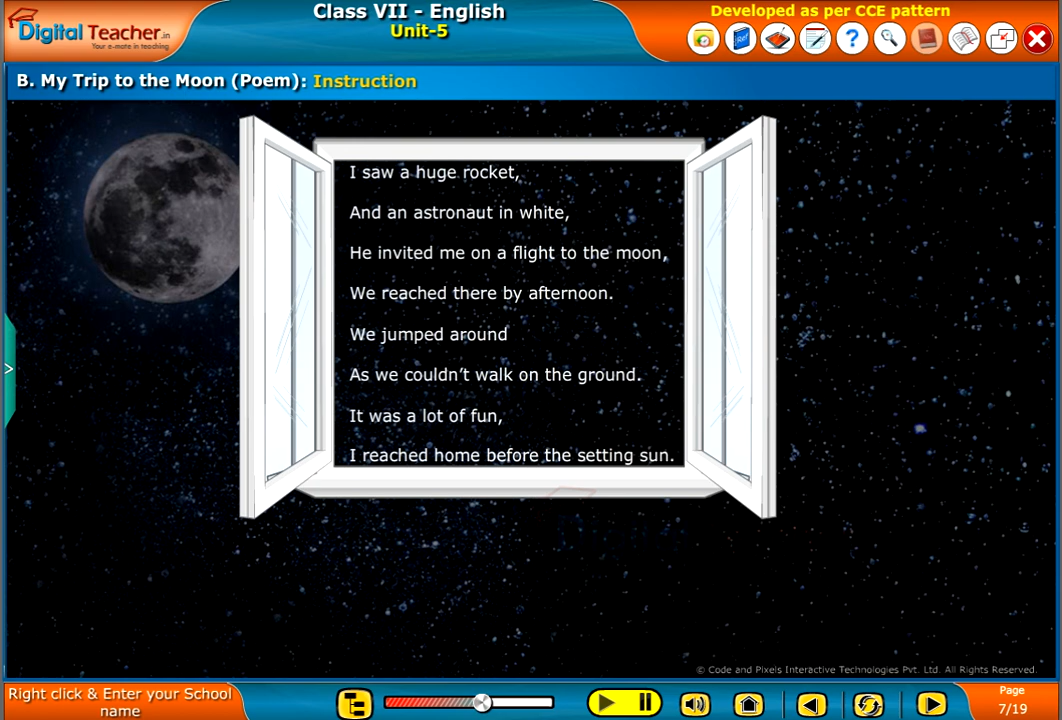 Digital Teacher.in
Your e-mate in teaching
Class VII - English
Unit-5
Developed as per CCE pattern
B. My Trip to the Moon (Poem): Instruction
I saw a huge rocket,
And an astronaut in white,
He invited me on a flight to the moon,
We reached there by afternoon.
We jumped around
As we couldn't walk on the ground.
It was a lot of fun,
I reached home before the setting sun.
>
© Code and Pixels Interactive Technologies Pvt. Ltd. All Rights Reserved.
Right click & Enter your School
name
Page
7/19